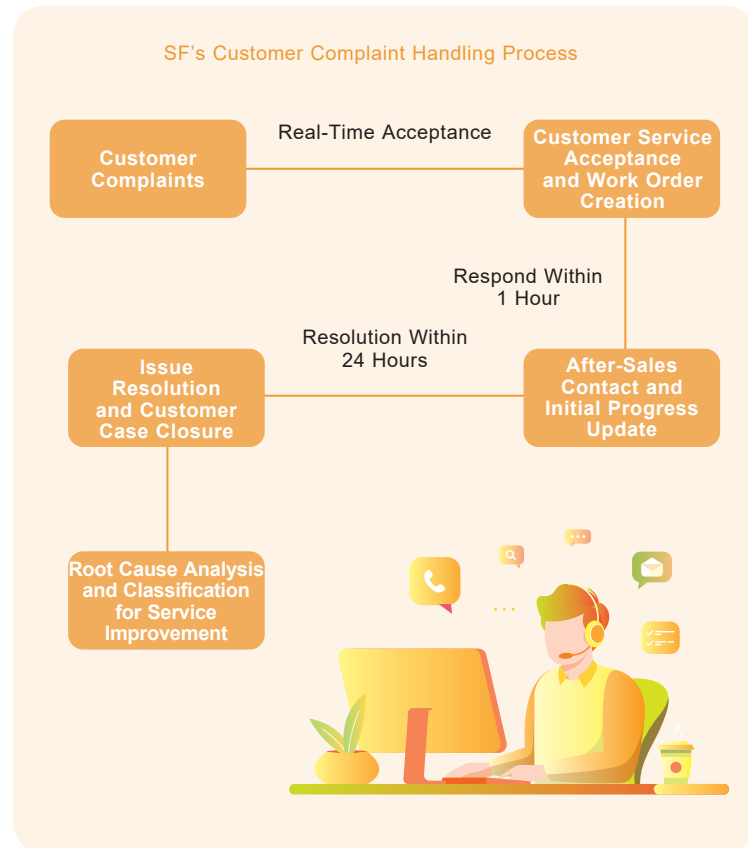 SF’s Customer Complaint Handling Process
Customer
Complaints
Real-Time Acceptance
Customer Service
Acceptance
and Work Order
Creation
Respond Within
1 Hour
After-Sales
Contact and
Initial Progress
Update
Resolution Within
24 Hours
Issue
Resolution
and Customer
Case Closure
Root Cause Analysis
and Classification
for Service
Improvement